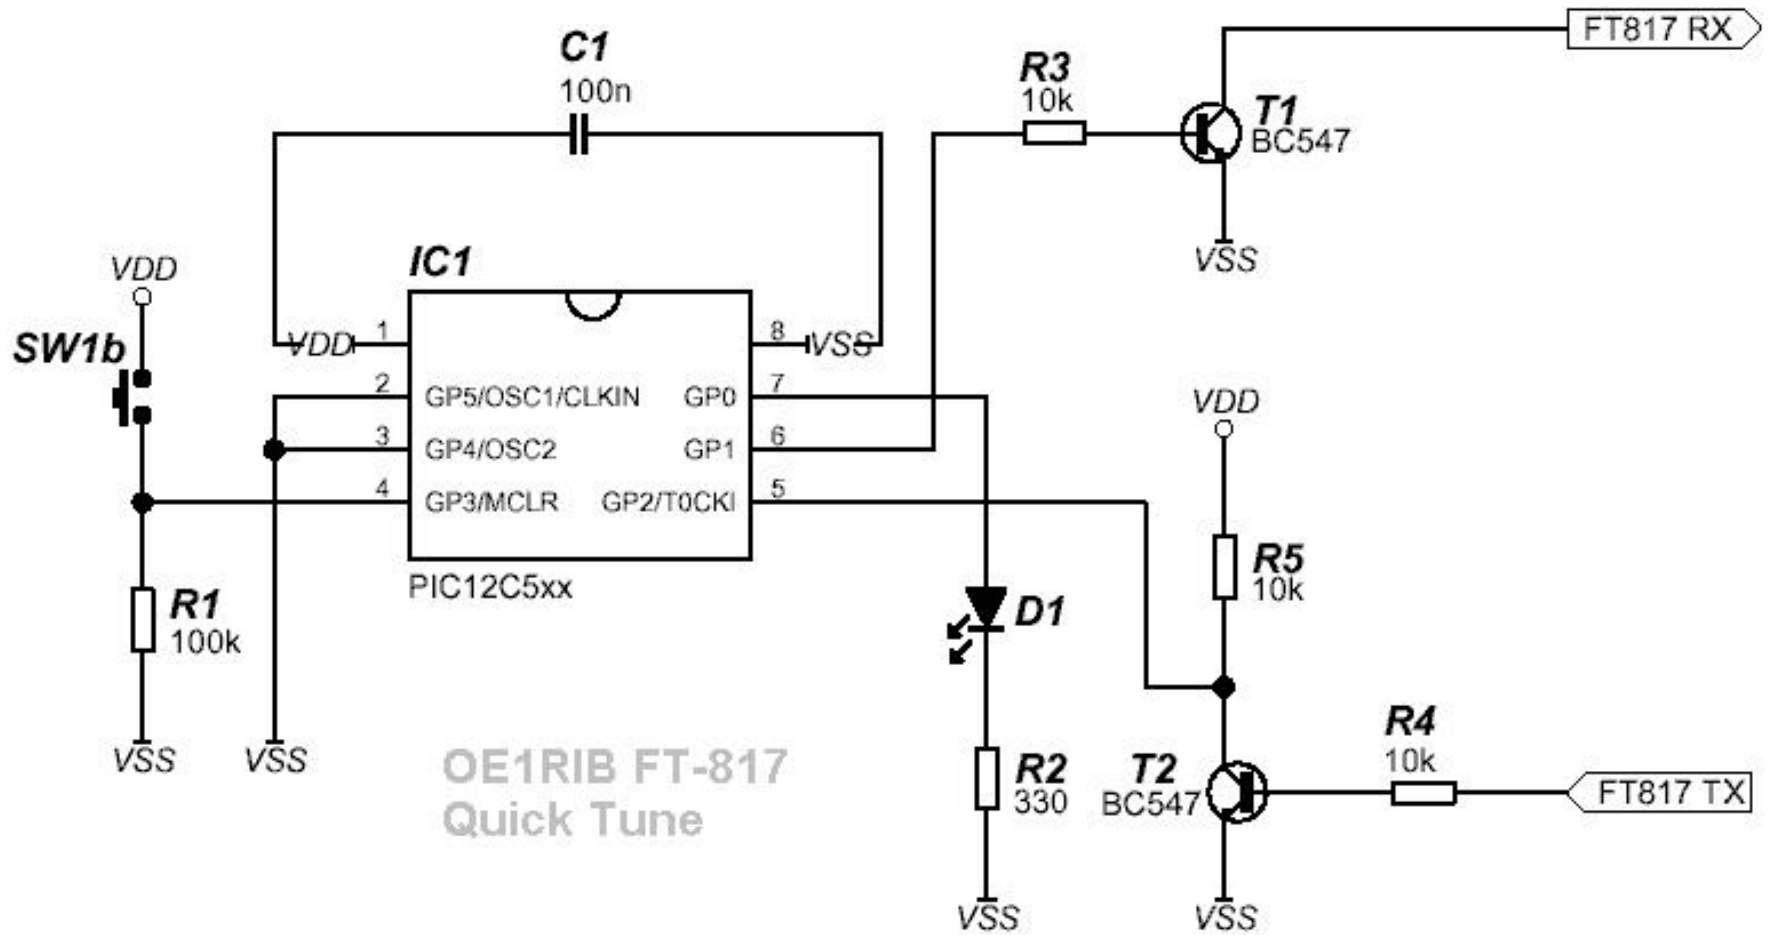 C1
100n
R3
10k
FT817 RX
T1
BC547
VSS
IC1
VDD
SW1b
VDD
1
8
VSS
2
GP5/OSC1/CLKIN
GP0
7
3
GP4/OSC2
GP1
6
4
GP3/MCLR
GP2/T0CKI
5
PIC12C5xx
VDD
R5
10k
R1
100k
D1
VSS
VSS
OE1RIB FT-817
Quick Tune
R2
330
T2
BC547
R4
10k
FT817 TX
VSS
VSS